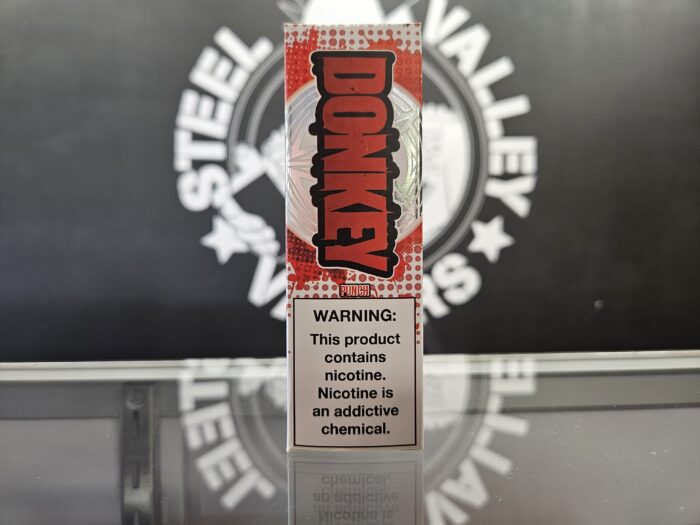 STEEL VALLEY
DONKEY
PUNCH
WARNING:
This product
contains
nicotine.
Nicotine is
an addictive
chemical.